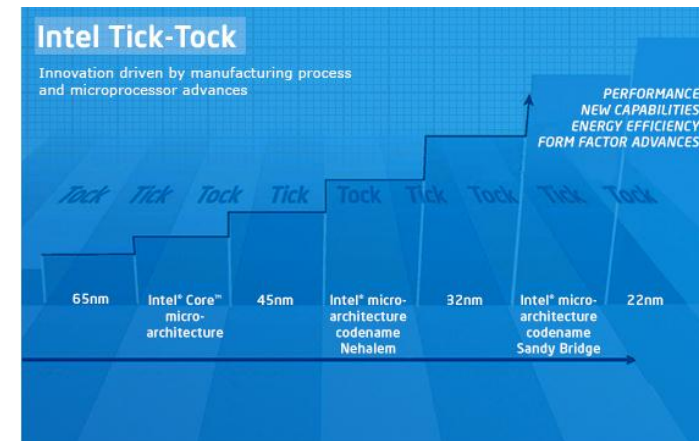 Intel Tick-Tock
Innovation driven by manufacturing process
and microprocessor advances
PERFORMANCE
NEW CAPABILITIES
ENERGY EFFICIENCY
FORM FACTOR ADVANCES
Tock Tick Tock Tick Tock Tick Tock Tick Tock
65nm
Intel® Core™
micro-
architecture
45nm
Intel® micro-
architecture
codename
Nehalem
32nm
Intel® micro-
architecture
codename
Sandy Bridge
22nm